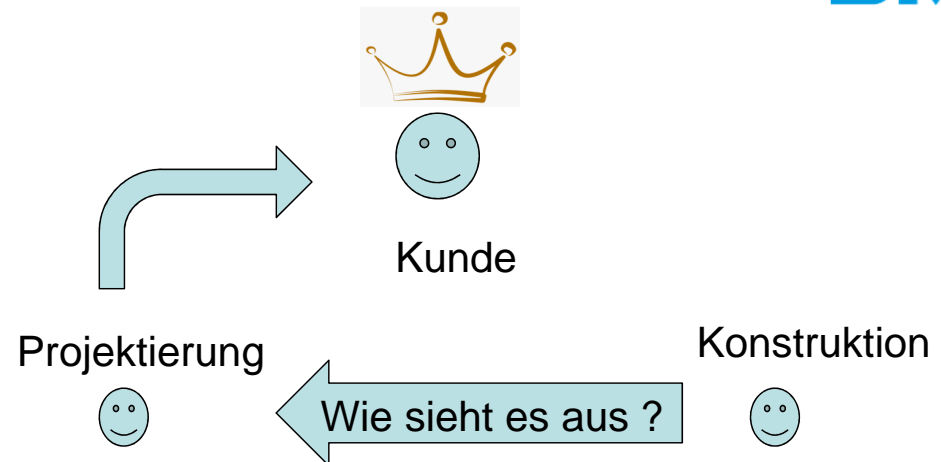 Kunde
Projektierung
Konstruktion
Wie sieht es aus ?